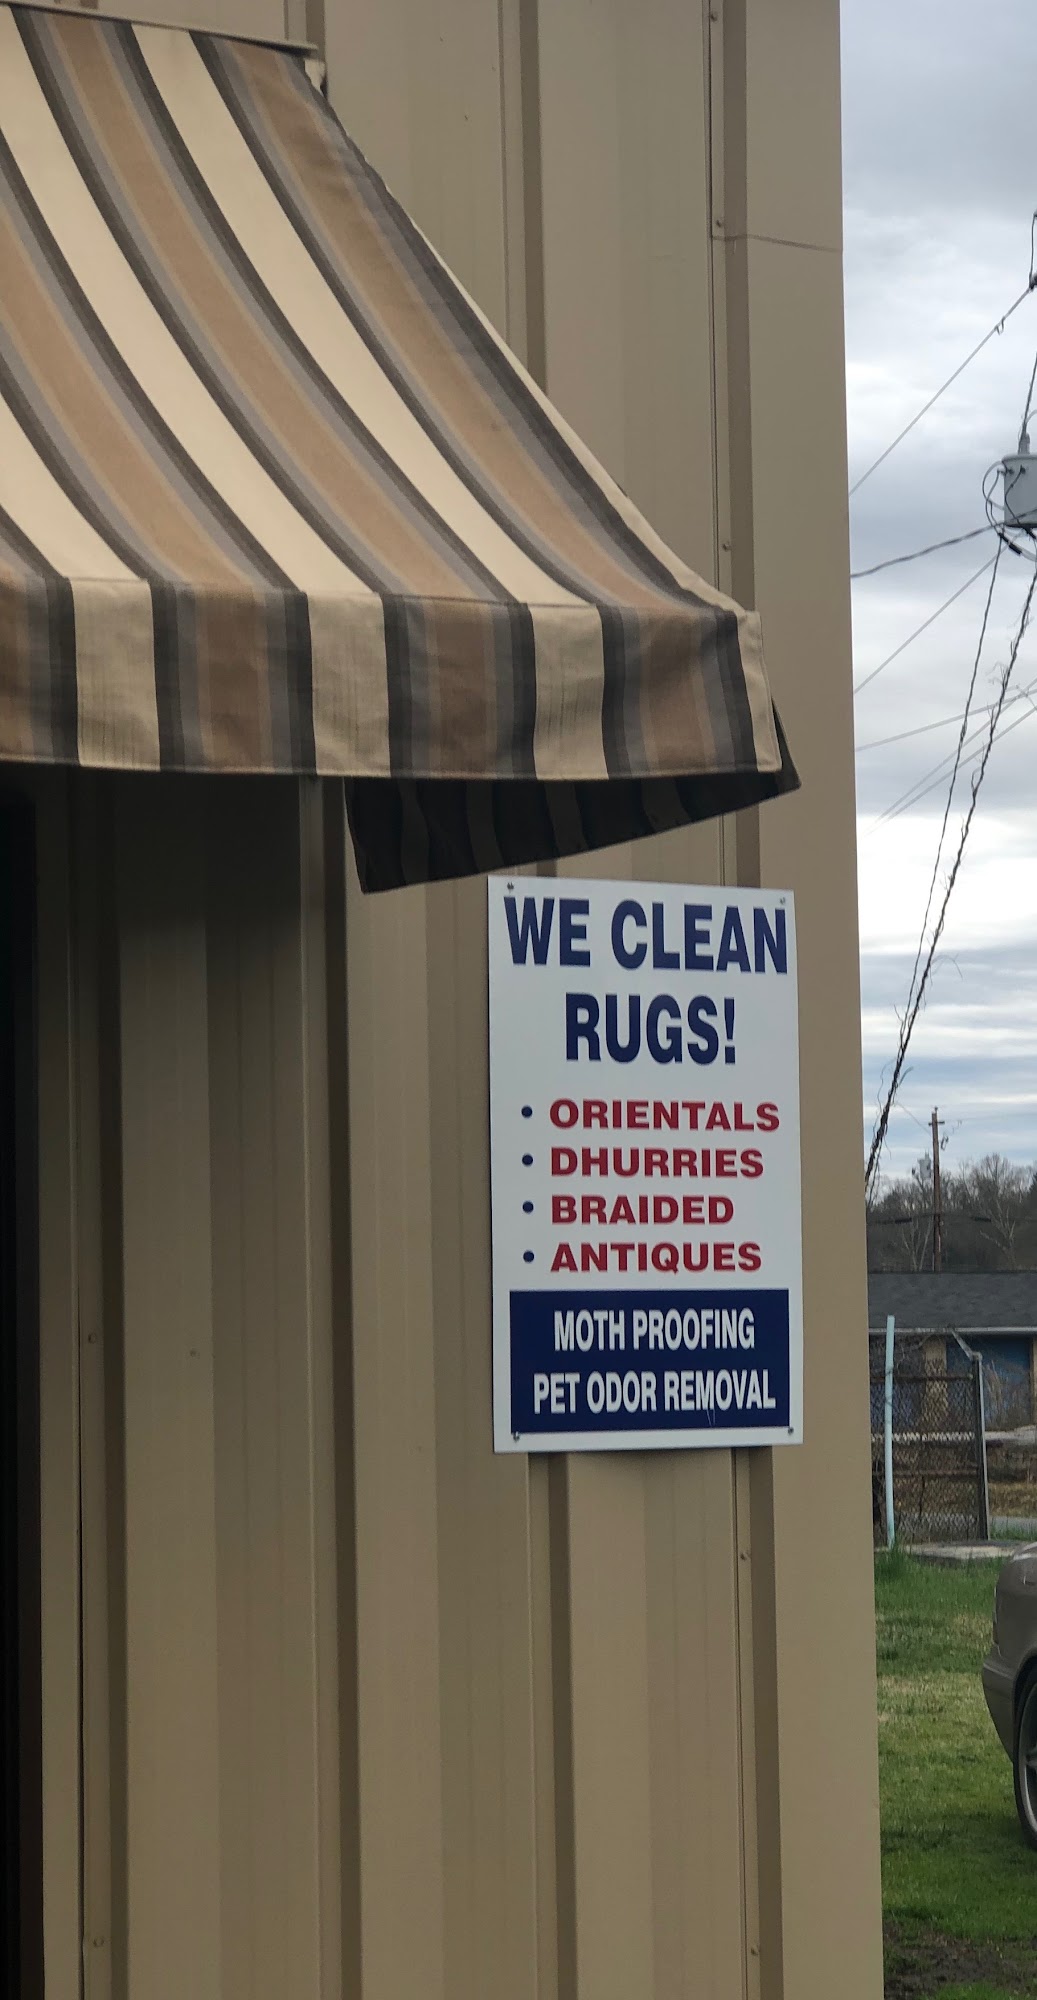 WE CLEAN
RUGS!
• ORIENTALS
• DHURRIES
• BRAIDED
• ANTIQUES
MOTH PROOFING
PET ODOR REMOVAL